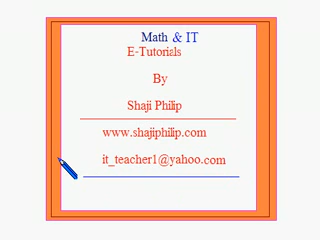 Math & IT
E-Tutorials
By
Shaji Philip
www.shajiphilip.com
it_teacher1@yahoo.com